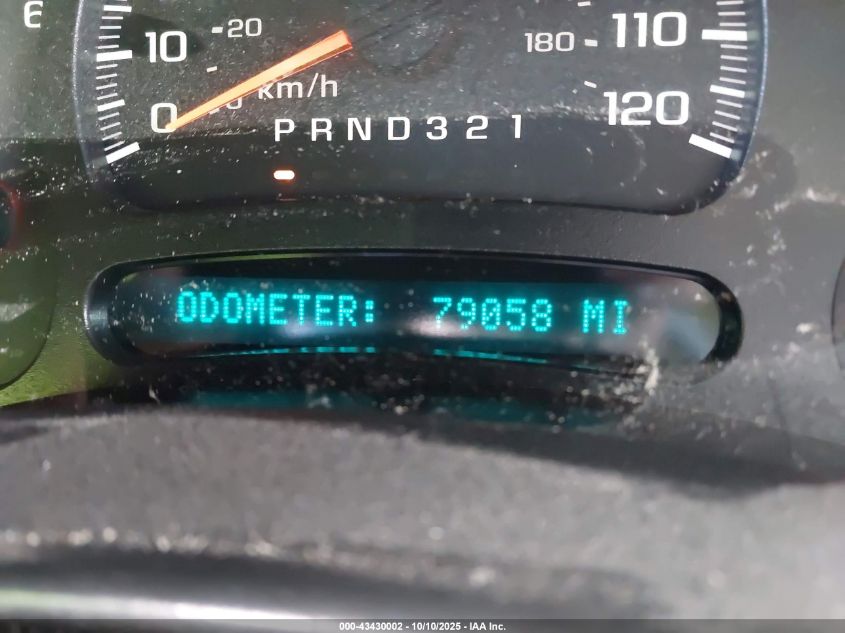 6
10 20 180 110
0 0 km/h 120
P R N D 3 2 1
ODOMETER: 79058 MI
000-43430002 - 10/10/2025 - IAA Inc.